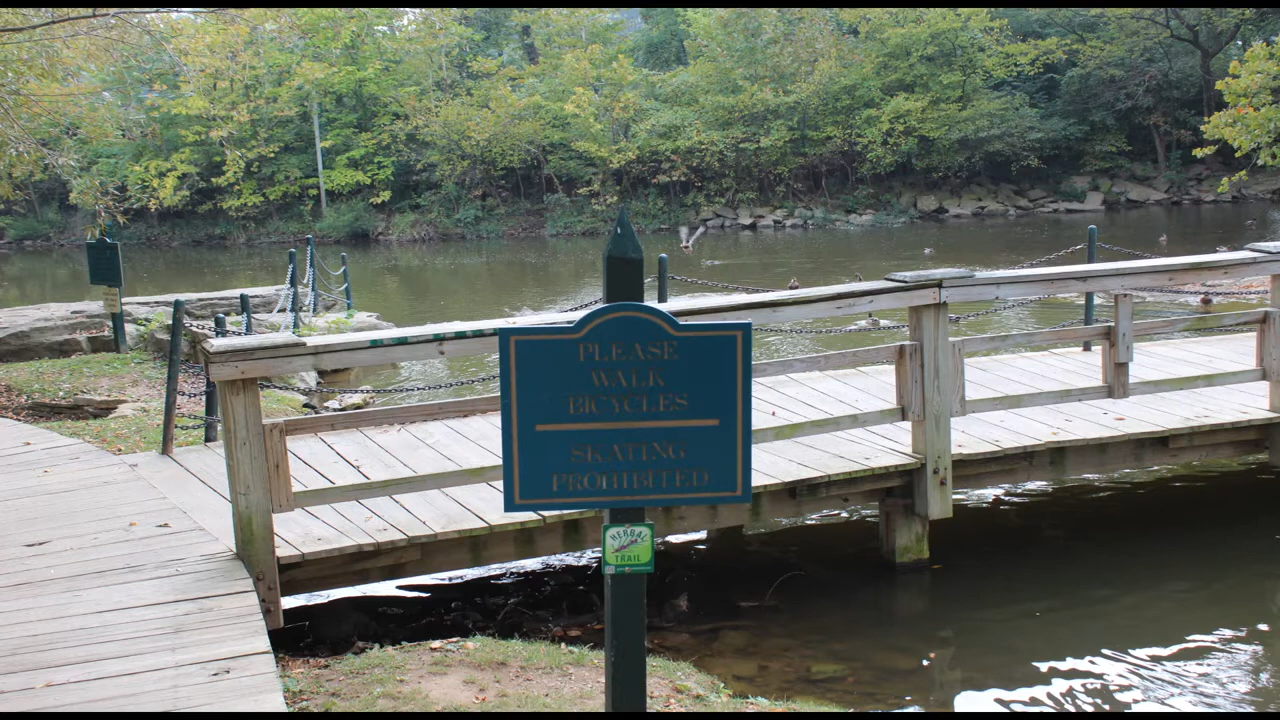 PLEASE
WALK
BICYCLES
SKATING
PROHIBITED
HERBAL
TRAIL